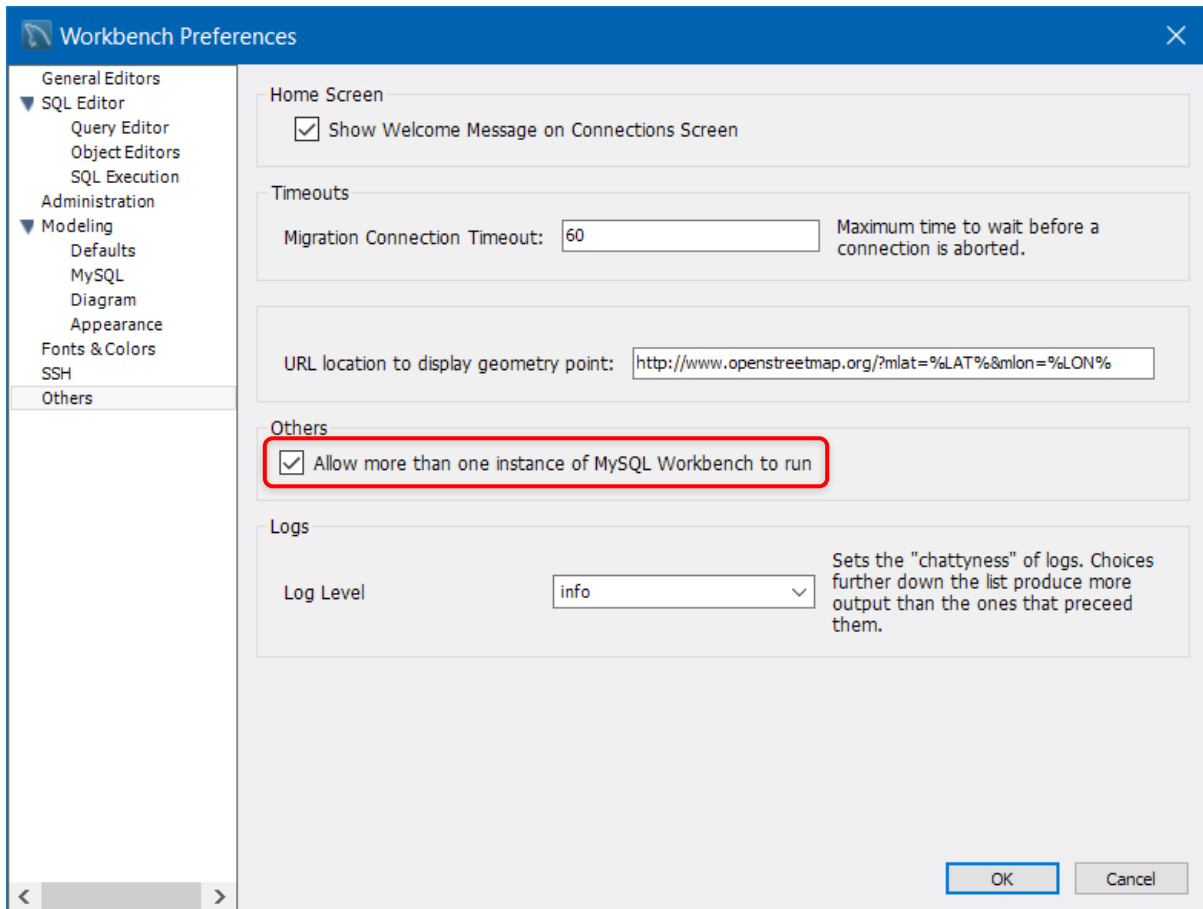 Workbench Preferences
General Editors
SQL Editor
Query Editor
Object Editors
SQL Execution
Administration
Modeling
Defaults
MySQL
Diagram
Appearance
Fonts & Colors
SSH
Others
Home Screen
Show Welcome Message on Connections Screen
Timeouts
Migration Connection Timeout:
60
Maximum time to wait before a
connection is aborted.
URL location to display geometry point:
http://www.openstreetmap.org/?mlat=%LAT%&mlon=%LON%
Others
Allow more than one instance of MySQL Workbench to run
Logs
Log Level
info
Sets the "chattyness" of logs. Choices
further down the list produce more
output than the ones that preceed
them.
OK
Cancel